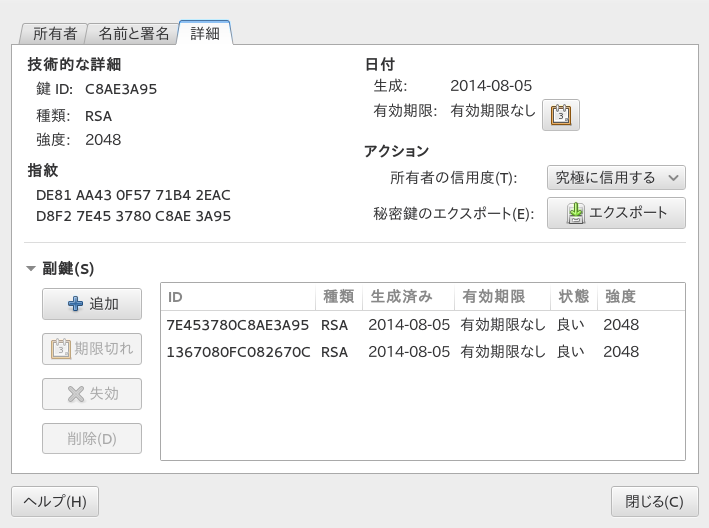 所有者 名前と署名 詳細
技術的な詳細
鍵 ID: C8AE3A95
種類: RSA
強度: 2048
指紋
DE81 AA43 0F57 71B4 2EAC
D8F2 7E45 3780 C8AE 3A95
日付
生成: 2014-08-05
有効期限: 有効期限なし 3
アクション
所有者の信用度(T): 究極に信用する
秘密鍵のエクスポート(E): エクスポート
副鍵(S)
追加
3 期限切れ
失効
削除(D)
ID 種類 生成済み 有効期限 状態 強度
7E453780C8AE3A95 RSA 2014-08-05 有効期限なし 良い 2048
1367080FC082670C RSA 2014-08-05 有効期限なし 良い 2048
ヘルプ(H) 閉じる(C)